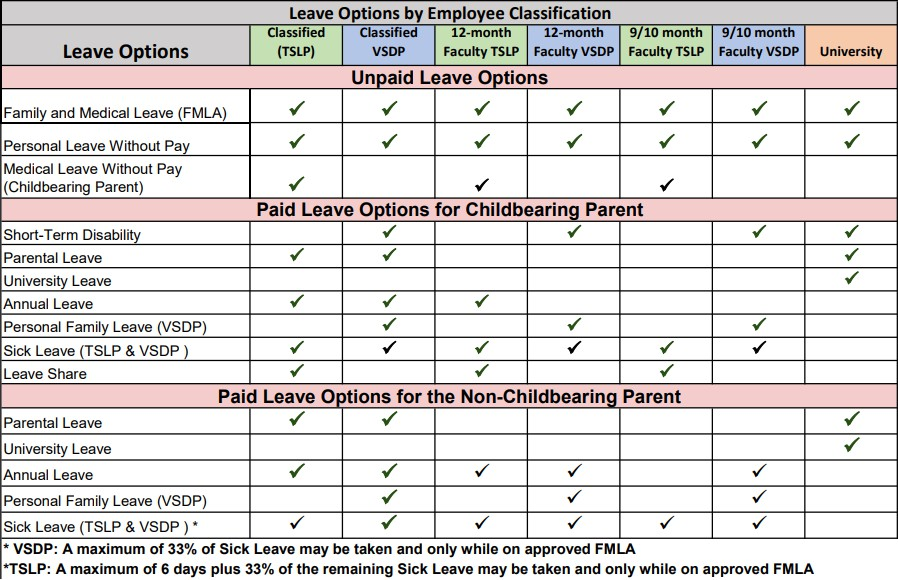 Leave Options by Employee Classification
Leave Options
Classified (TSLP)
Classified VSDP
12-month Faculty TSLP
12-month Faculty VSDP
9/10 month Faculty TSLP
9/10 month Faculty VSDP
University
Unpaid Leave Options
Family and Medical Leave (FMLA) ✓ ✓ ✓ ✓ ✓ ✓ ✓
Personal Leave Without Pay ✓ ✓ ✓ ✓ ✓ ✓ ✓
Medical Leave Without Pay
(Childbearing Parent) ✓ ✓ ✓
Paid Leave Options for Childbearing Parent
Short-Term Disability ✓ ✓ ✓ ✓
Parental Leave ✓ ✓ ✓
University Leave ✓
Annual Leave ✓ ✓ ✓
Personal Family Leave (VSDP) ✓ ✓ ✓
Sick Leave (TSLP & VSDP ) ✓ ✓ ✓ ✓ ✓ ✓
Leave Share ✓ ✓ ✓
Paid Leave Options for the Non-Childbearing Parent
Parental Leave ✓ ✓ ✓
University Leave ✓
Annual Leave ✓ ✓ ✓ ✓ ✓
Personal Family Leave (VSDP) ✓ ✓ ✓
Sick Leave (TSLP & VSDP ) * ✓ ✓ ✓ ✓ ✓ ✓
* VSDP: A maximum of 33% of Sick Leave may be taken and only while on approved FMLA
*TSLP: A maximum of 6 days plus 33% of the remaining Sick Leave may be taken and only while on approved FMLA